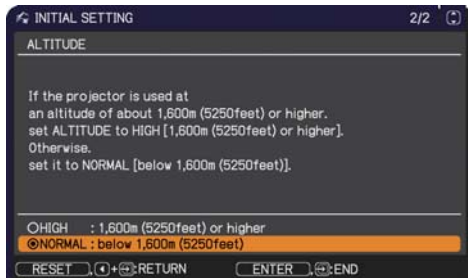 INITIAL SETTING 2/2
ALTITUDE
If the projector is used at
an altitude of about 1,600m (5250feet) or higher.
set ALTITUDE to HIGH [1,600m (5250feet) or higher].
Otherwise.
set it to NORMAL [below 1,600m (5250feet)].
HIGH : 1,600m (5250feet) or higher
NORMAL : below 1,600m (5250feet)
RESET , + :RETURN ENTER , :END